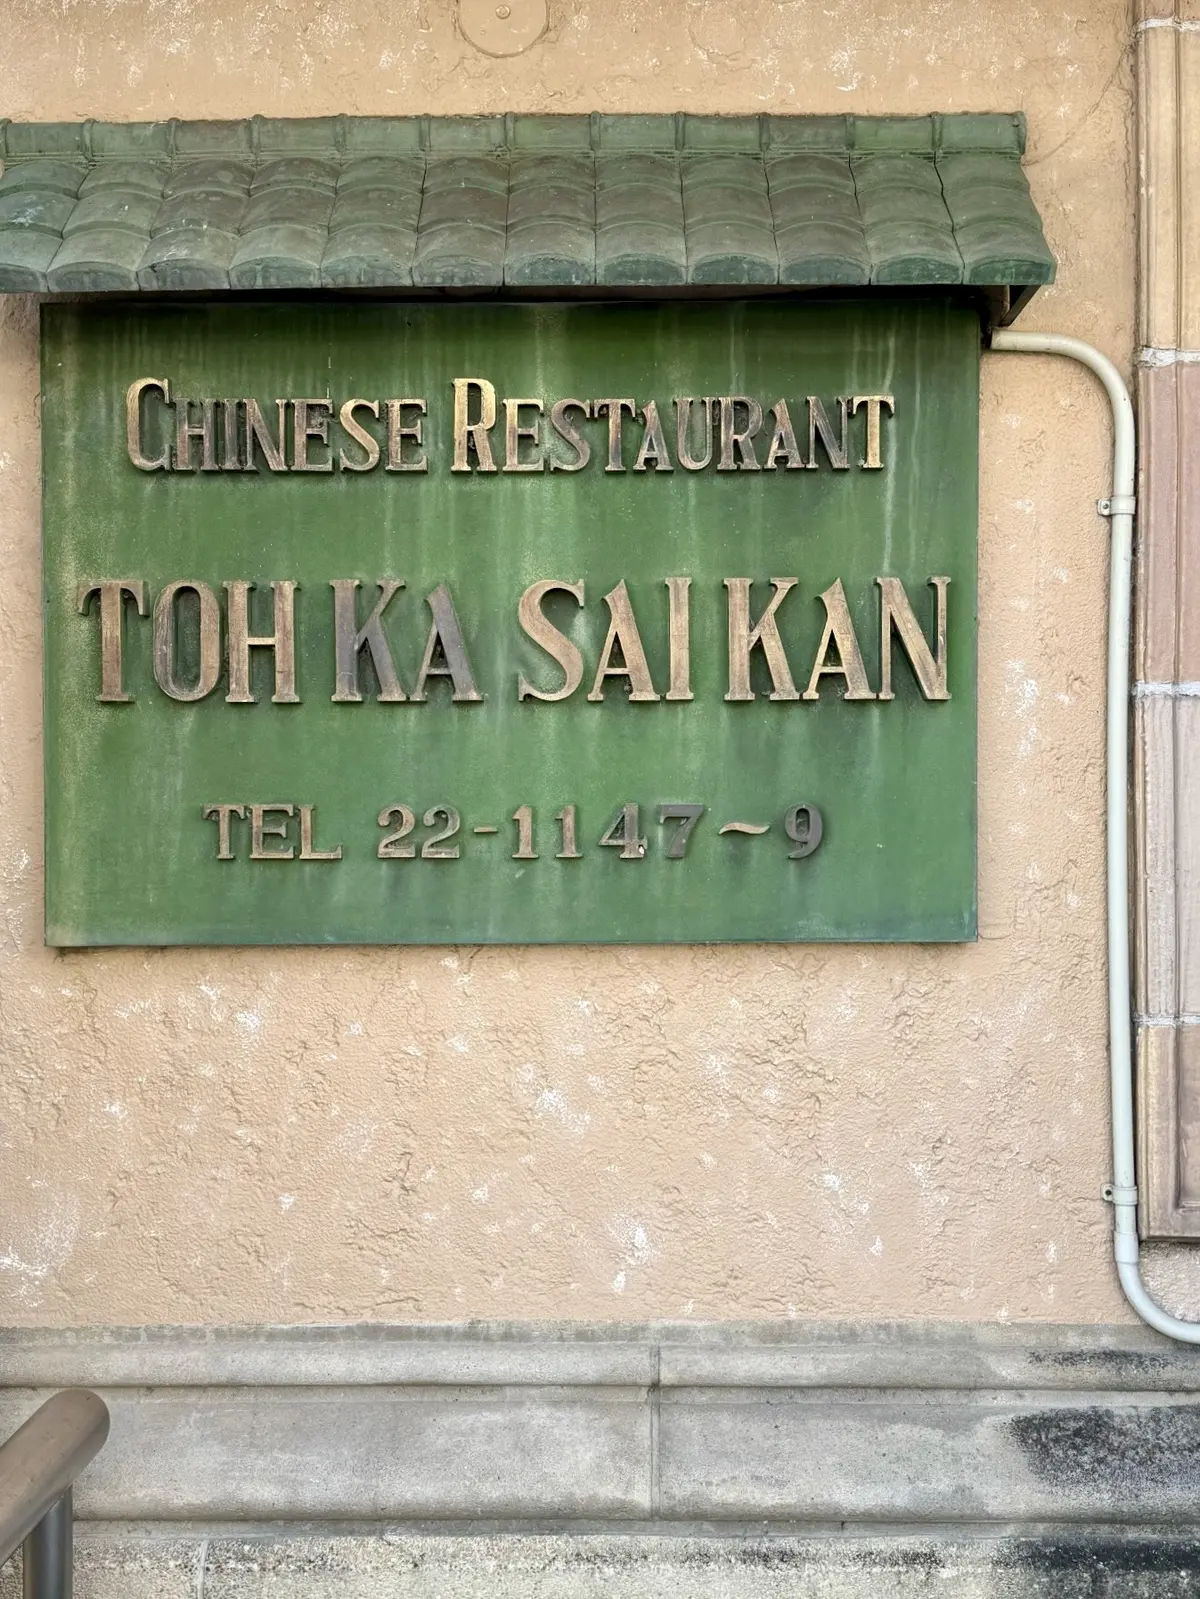 CHINESE RESTAURANT
TOH KA SAI KAN
TEL 22-1147~9